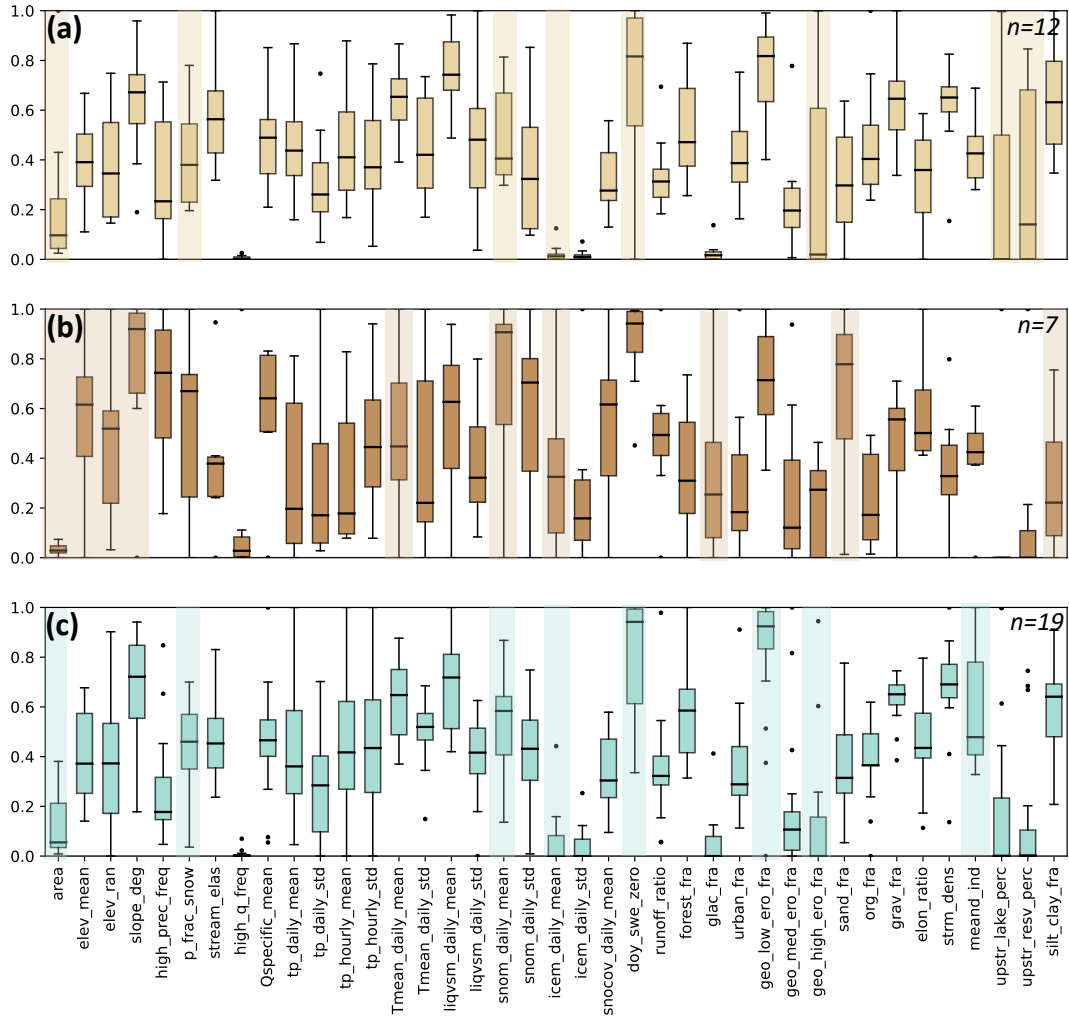 (a)
n=12
1.0
0.8
0.6
0.4
0.2
0.0
(b)
n=7
1.0
0.8
0.6
0.4
0.2
0.0
(c)
n=19
1.0
0.8
0.6
0.4
0.2
0.0
area
elev_mean
elev_ran
slope_deg
high_prec_freq
p_frac_snow
stream_elas
high_q_freq
Qspecific_mean
tp_daily_mean
tp_daily_std
tp_hourly_mean
tp_hourly_std
Tmean_daily_mean
Tmean_daily_std
liqvsm_daily_mean
liqvsm_daily_std
snom_daily_mean
snom_daily_std
icem_daily_mean
icem_daily_std
snocov_daily_mean
doy_swe_zero
runoff_ratio
forest_fra
glac_fra
urban_fra
geo_low_ero_fra
geo_med_ero_fra
geo_high_ero_fra
sand_fra
org_fra
grav_fra
elon_ratio
strm_dens
meand_ind
upstr_lake_perc
upstr_resv_perc
silt_clay_fra